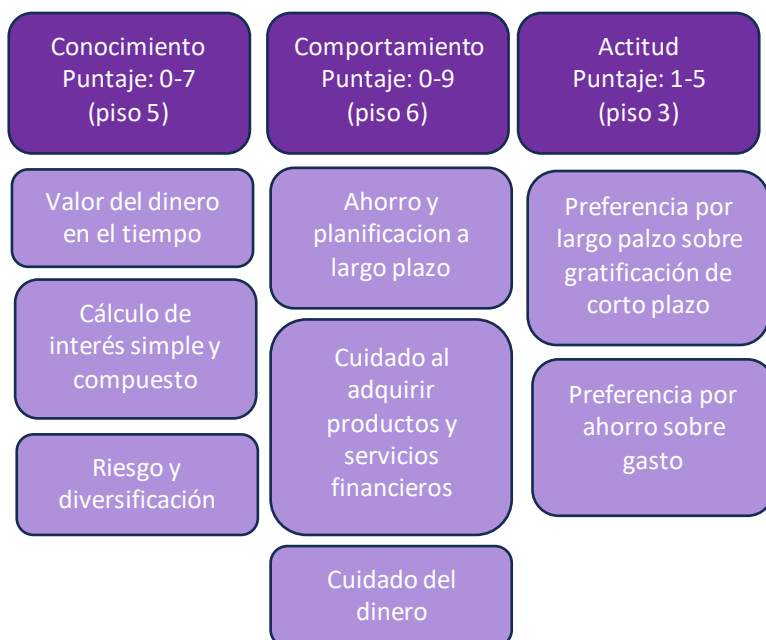 Conocimiento
Puntaje: 0-7
(piso 5)
Valor del dinero
en el tiempo
Cálculo de
interés simple y
compuesto
Riesgo y
diversificación
Comportamiento
Puntaje: 0-9
(piso 6)
Ahorro y
planificacion a
largo plazo
Cuidado al
adquirir
productos y
servicios
financieros
Cuidado del
dinero
Actitud
Puntaje: 1-5
(piso 3)
Preferencia por
largo palzo sobre
gratificación de
corto plazo
Preferencia por
ahorro sobre
gasto